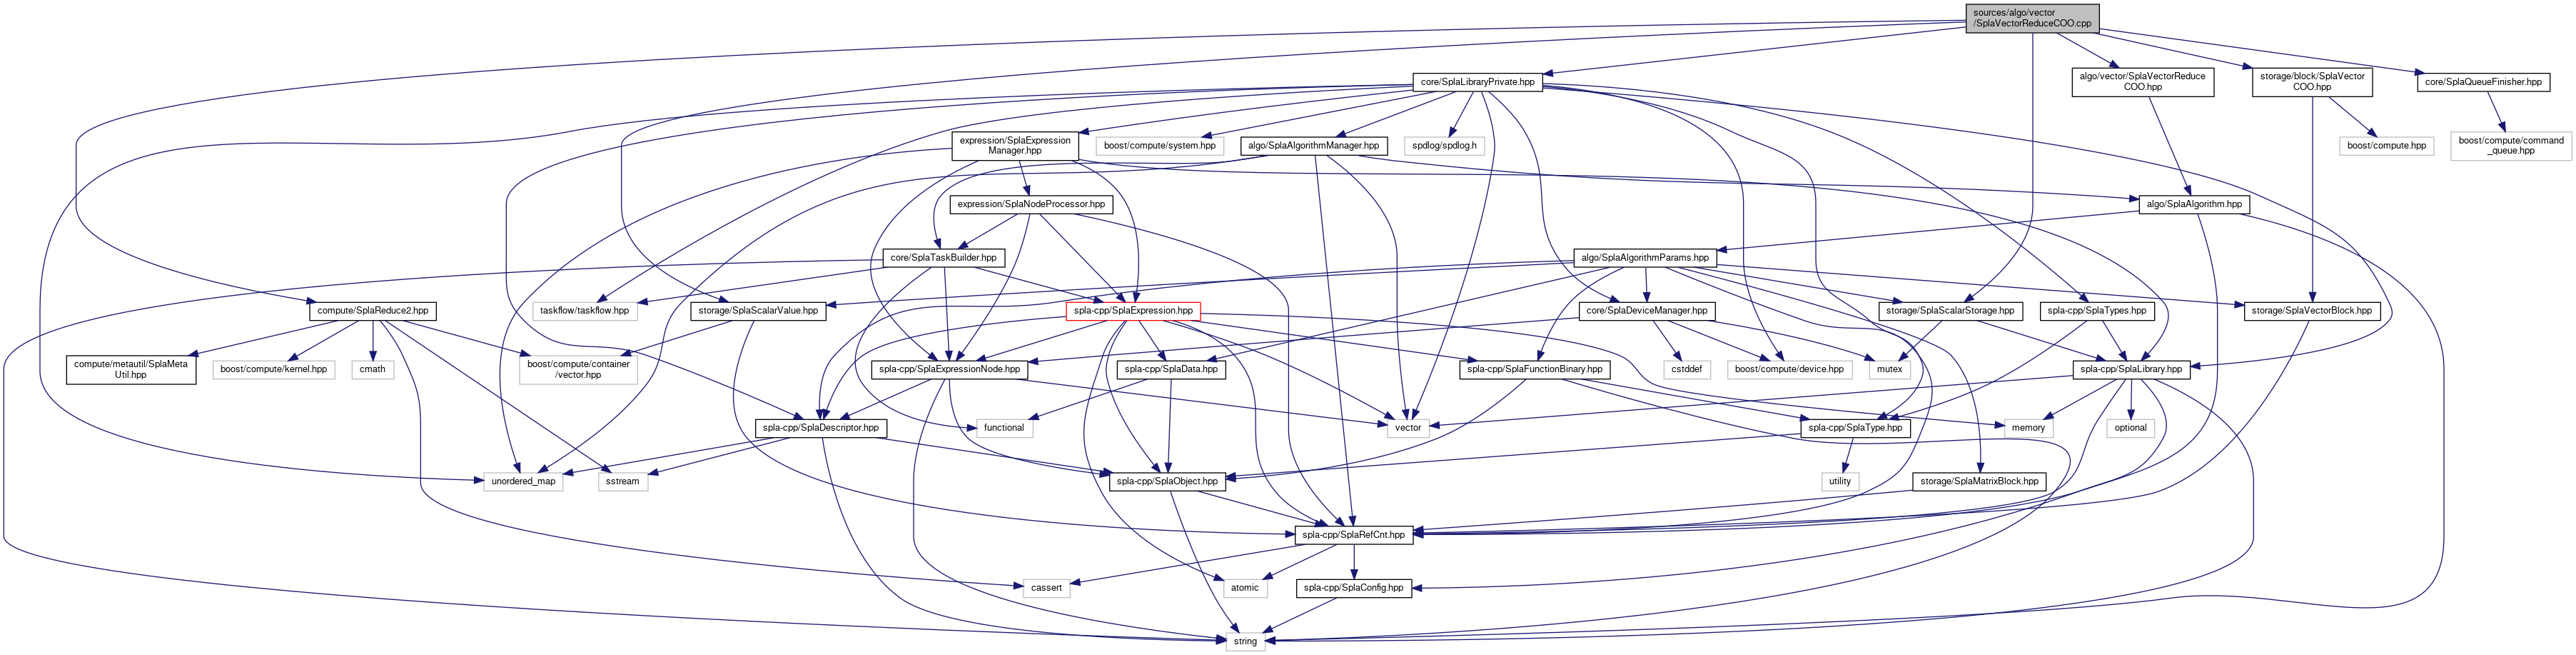 sources/algo/vector
/SplaVectorReduceCOO.cpp
core/SplaLibraryPrivate.hpp
algo/vector/SplaVectorReduce
COO.hpp
storage/block/SplaVector
COO.hpp
core/SplaQueueFinisher.hpp
expression/SplaExpression
Manager.hpp
boost/compute/system.hpp
algo/SplaAlgorithmManager.hpp
spdlog/spdlog.h
boost/compute.hpp
boost/compute/command
_queue.hpp
expression/SplaNodeProcessor.hpp
algo/SplaAlgorithm.hpp
core/SplaTaskBuilder.hpp
algo/SplaAlgorithmParams.hpp
compute/SplaReduce2.hpp
taskflow/taskflow.hpp
storage/SplaScalarValue.hpp
spla-cpp/SplaExpression.hpp
core/SplaDeviceManager.hpp
storage/SplaScalarStorage.hpp
spla-cpp/SplaTypes.hpp
storage/SplaVectorBlock.hpp
compute/metautil/SplaMeta
Util.hpp
boost/compute/kernel.hpp
cmath
boost/compute/container
/vector.hpp
spla-cpp/SplaExpressionNode.hpp
spla-cpp/SplaData.hpp
spla-cpp/SplaFunctionBinary.hpp
cstddef
boost/compute/device.hpp
mutex
spla-cpp/SplaLibrary.hpp
spla-cpp/SplaDescriptor.hpp
functional
vector
spla-cpp/SplaType.hpp
memory
optional
unordered_map
sstream
spla-cpp/SplaObject.hpp
utility
storage/SplaMatrixBlock.hpp
spla-cpp/SplaRefCnt.hpp
cassert
atomic
spla-cpp/SplaConfig.hpp
string